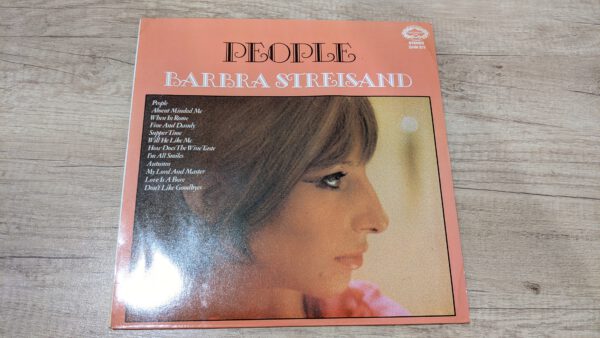 PEOPLE
BARBRA STREISAND
STEREO
People
Absent Minded Me
When In Rome
Fine And Dandy
Supper Time
Will He Like Me
How Does The Wine Taste
I'm All Smiles
Autumn
My Lord And Master
Love Is A Bore
Don't Like Goodbyes